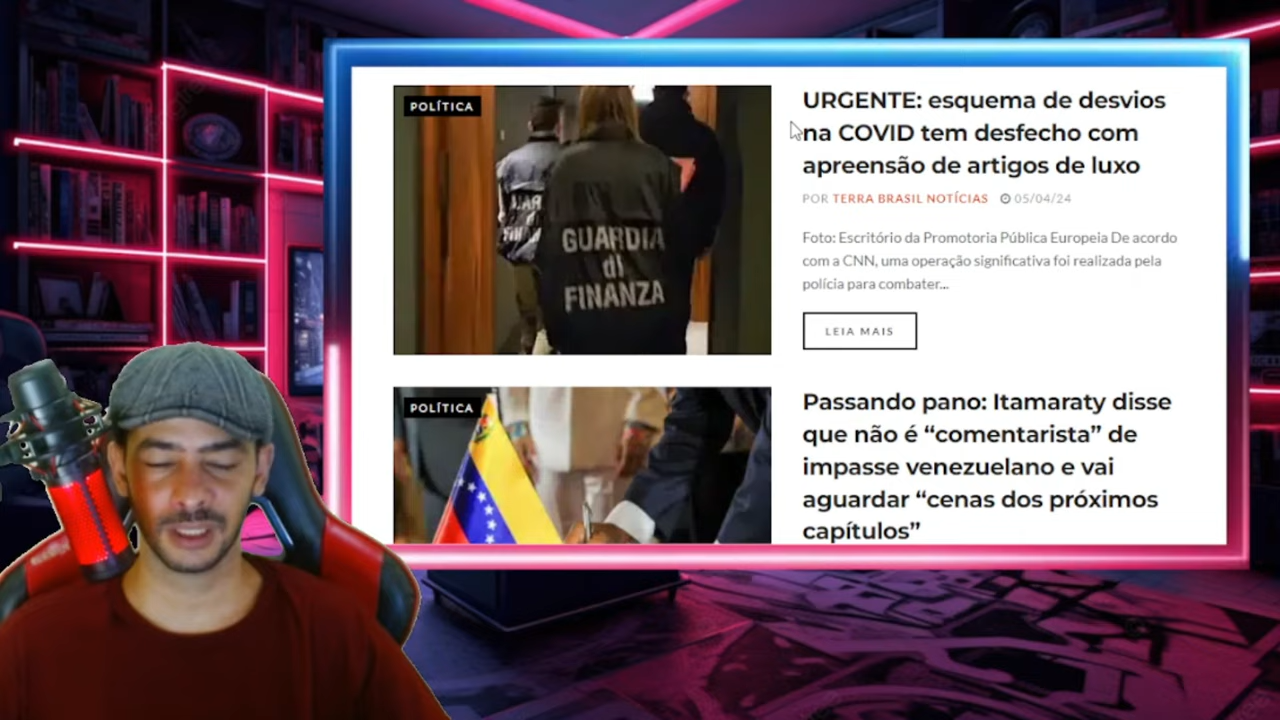 POLÍTICA
GUARDIA
di
FINANZA
URGENTE: esquema de desvios
na COVID tem desfecho com
apreensão de artigos de luxo
POR TERRA BRASIL NOTÍCIAS 05/04/24
Foto: Escritório da Promotoria Pública Europeia De acordo
com a CNN, uma operação significativa foi realizada pela
polícia para combater...
LEIA MAIS
POLÍTICA
Passando pano: Itamaraty disse
que não é “comentarista” de
impasse venezuelano e vai
aguardar “cenas dos próximos
capítulos”